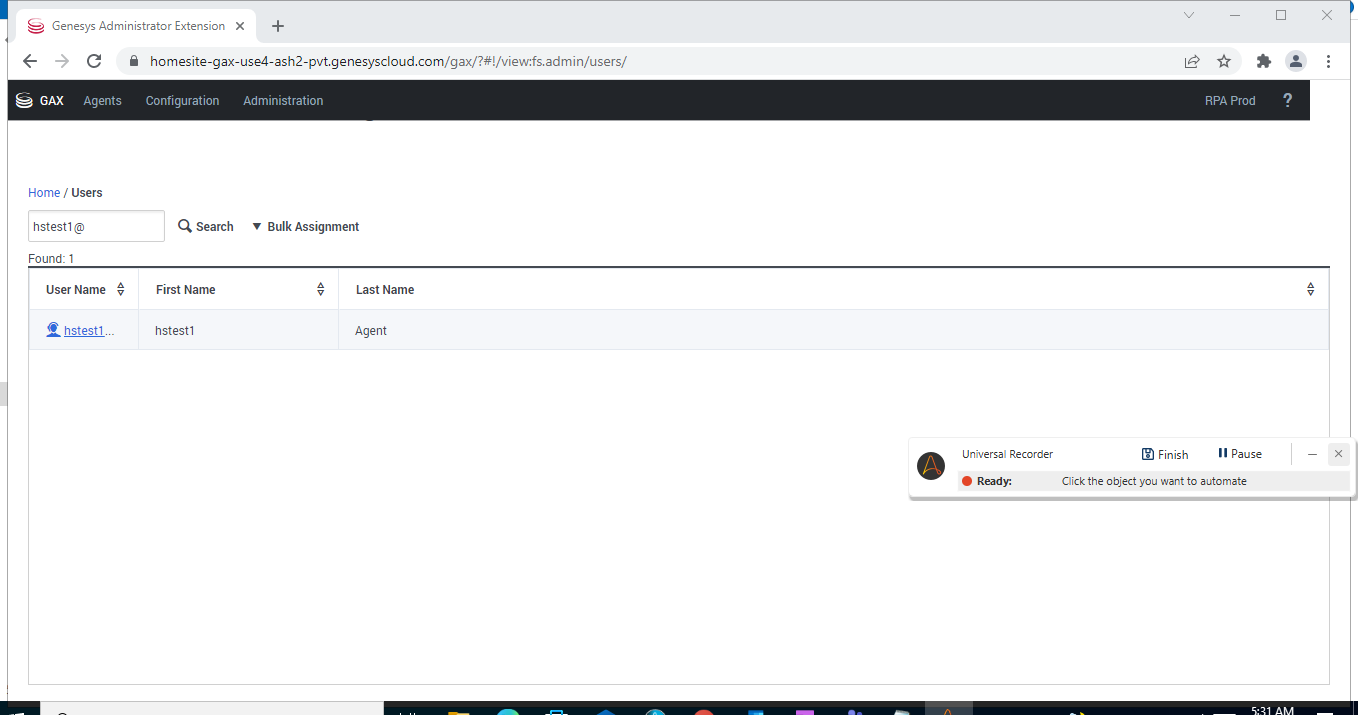 Genesys Administrator Extension
homesite-gax-use4-ash2-pvt.genesyscloud.com/gax/?#!/view:fs.admin/users/
GAX Agents Configuration Administration RPA Prod ?
Home / Users
hstest1@ Search Bulk Assignment
Found: 1
User Name First Name Last Name
hstest1... hstest1 Agent
Universal Recorder Finish Pause
Ready: Click the object you want to automate
5:31 AM